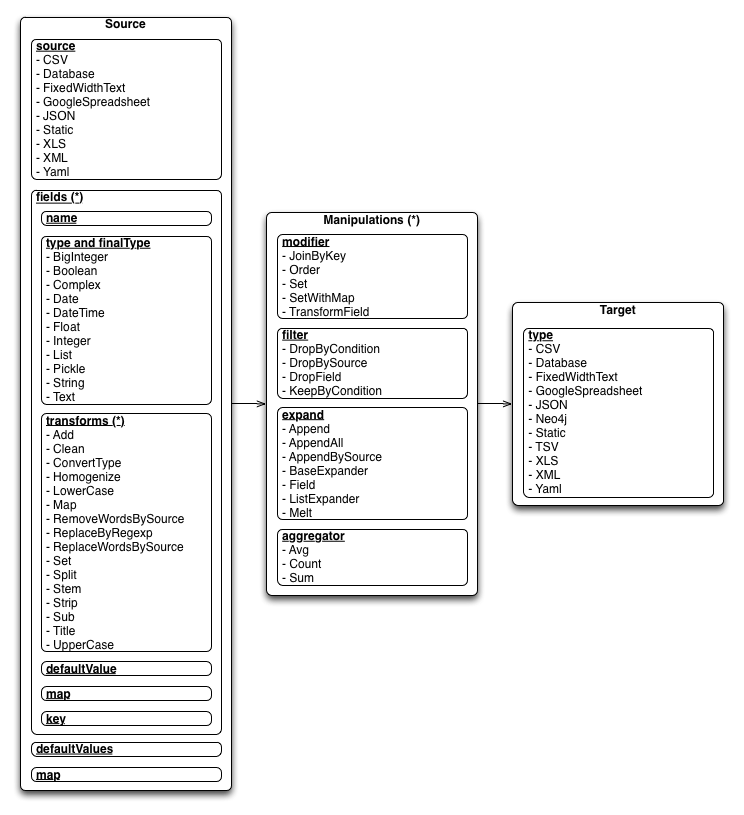 Source
source
- CSV
- Database
- FixedWidthText
- GoogleSpreadsheet
- JSON
- Static
- XLS
- XML
- Yaml
fields (*)
name
type and finalType
- BigInteger
- Boolean
- Complex
- Date
- DateTime
- Float
- Integer
- List
- Pickle
- String
- Text
transforms (*)
- Add
- Clean
- ConvertType
- Homogenize
- LowerCase
- Map
- RemoveWordsBySource
- ReplaceByRegexp
- ReplaceWordsBySource
- Set
- Split
- Stem
- Strip
- Sub
- Title
- UpperCase
defaultValue
map
key
defaultValues
map
Manipulations (*)
modifier
- JoinByKey
- Order
- Set
- SetWithMap
- TransformField
filter
- DropByCondition
- DropBySource
- DropField
- KeepByCondition
expand
- Append
- AppendAll
- AppendBySource
- BaseExpander
- Field
- ListExpander
- Melt
aggregator
- Avg
- Count
- Sum
Target
type
- CSV
- Database
- FixedWidthText
- GoogleSpreadsheet
- JSON
- Neo4j
- Static
- TSV
- XLS
- XML
- Yaml